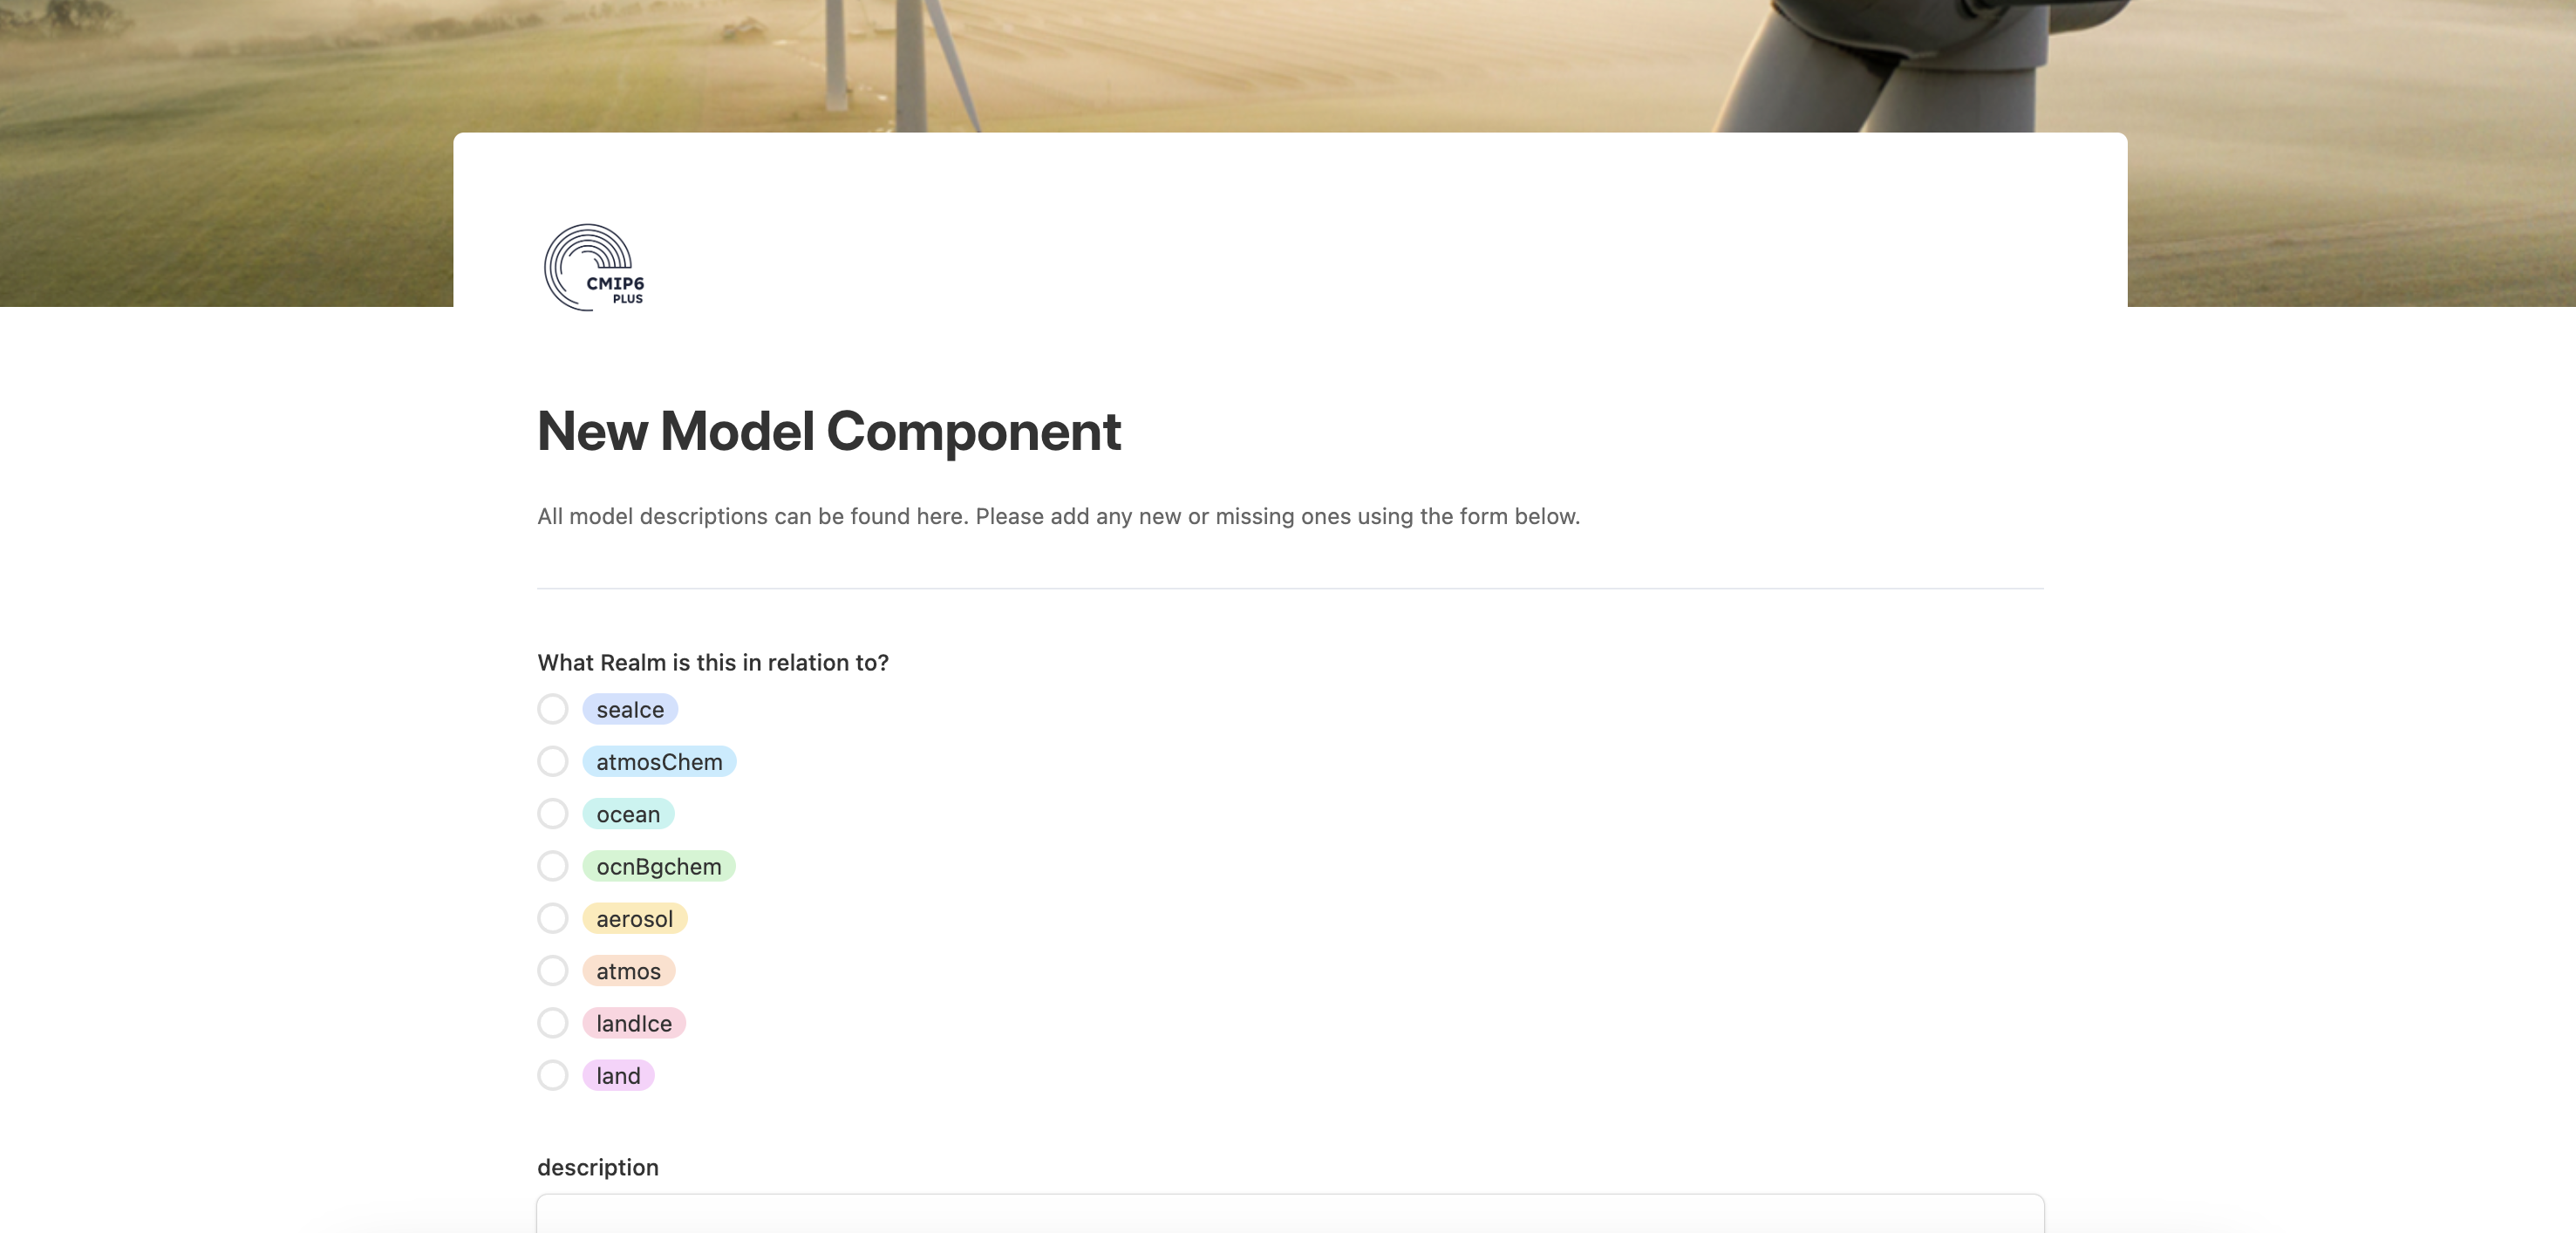 CMIP6
PLUS
New Model Component
All model descriptions can be found here. Please add any new or missing ones using the form below.
What Realm is this in relation to?
seaIce
atmosChem
ocean
ocnBgchem
aerosol
atmos
landIce
land
description